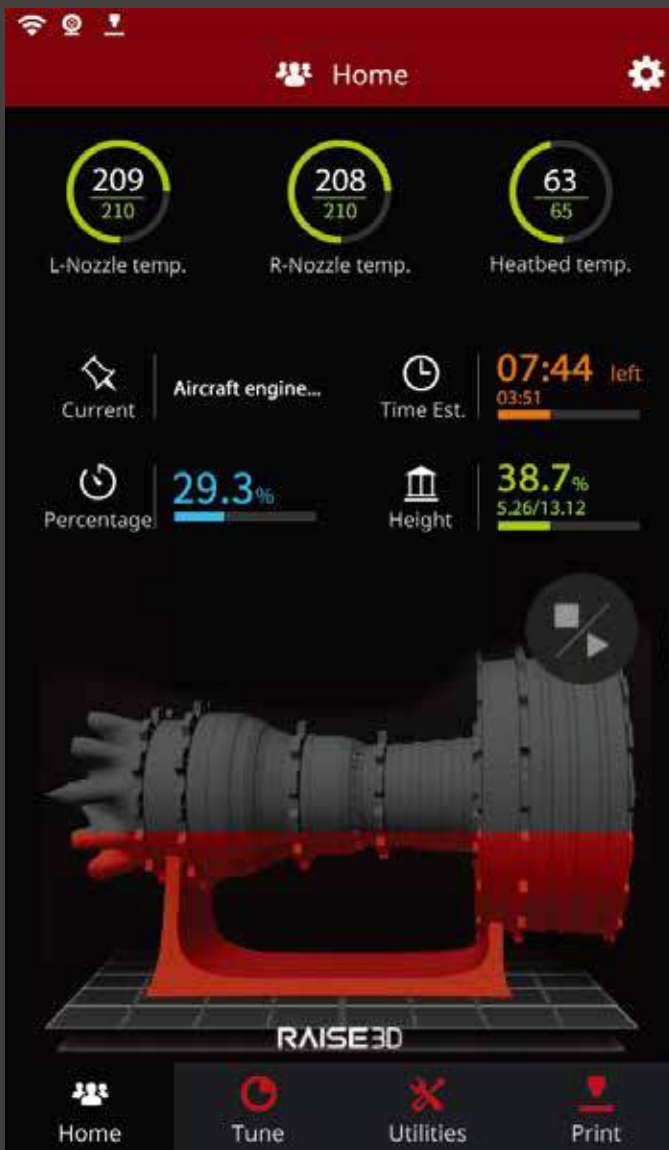 Home
209
210
L-Nozzle temp.
208
210
R-Nozzle temp.
63
65
Heatbed temp.
Current
Aircraft engine...
Time Est.
07:44 left
03:51
Percentage
29.3%
Height
38.7%
5.26/13.12
RAISE3D
Home
Tune
Utilities
Print